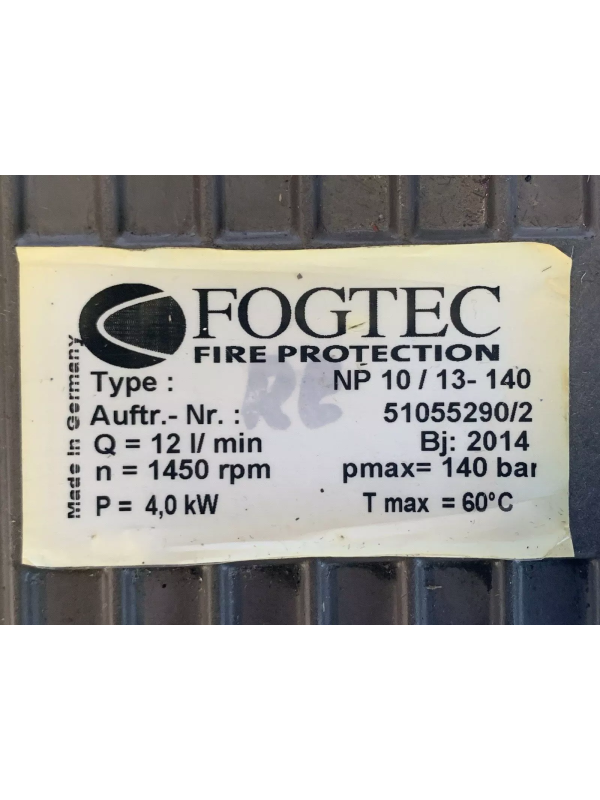 FOGTEC
FIRE PROTECTION
Type : NP 10 / 13- 140
Auftr.- Nr. : 51055290/2
Q = 12 l/ min Bj: 2014
n = 1450 rpm pmax= 140 bar
P = 4,0 kW T max = 60°C
Made in Germany